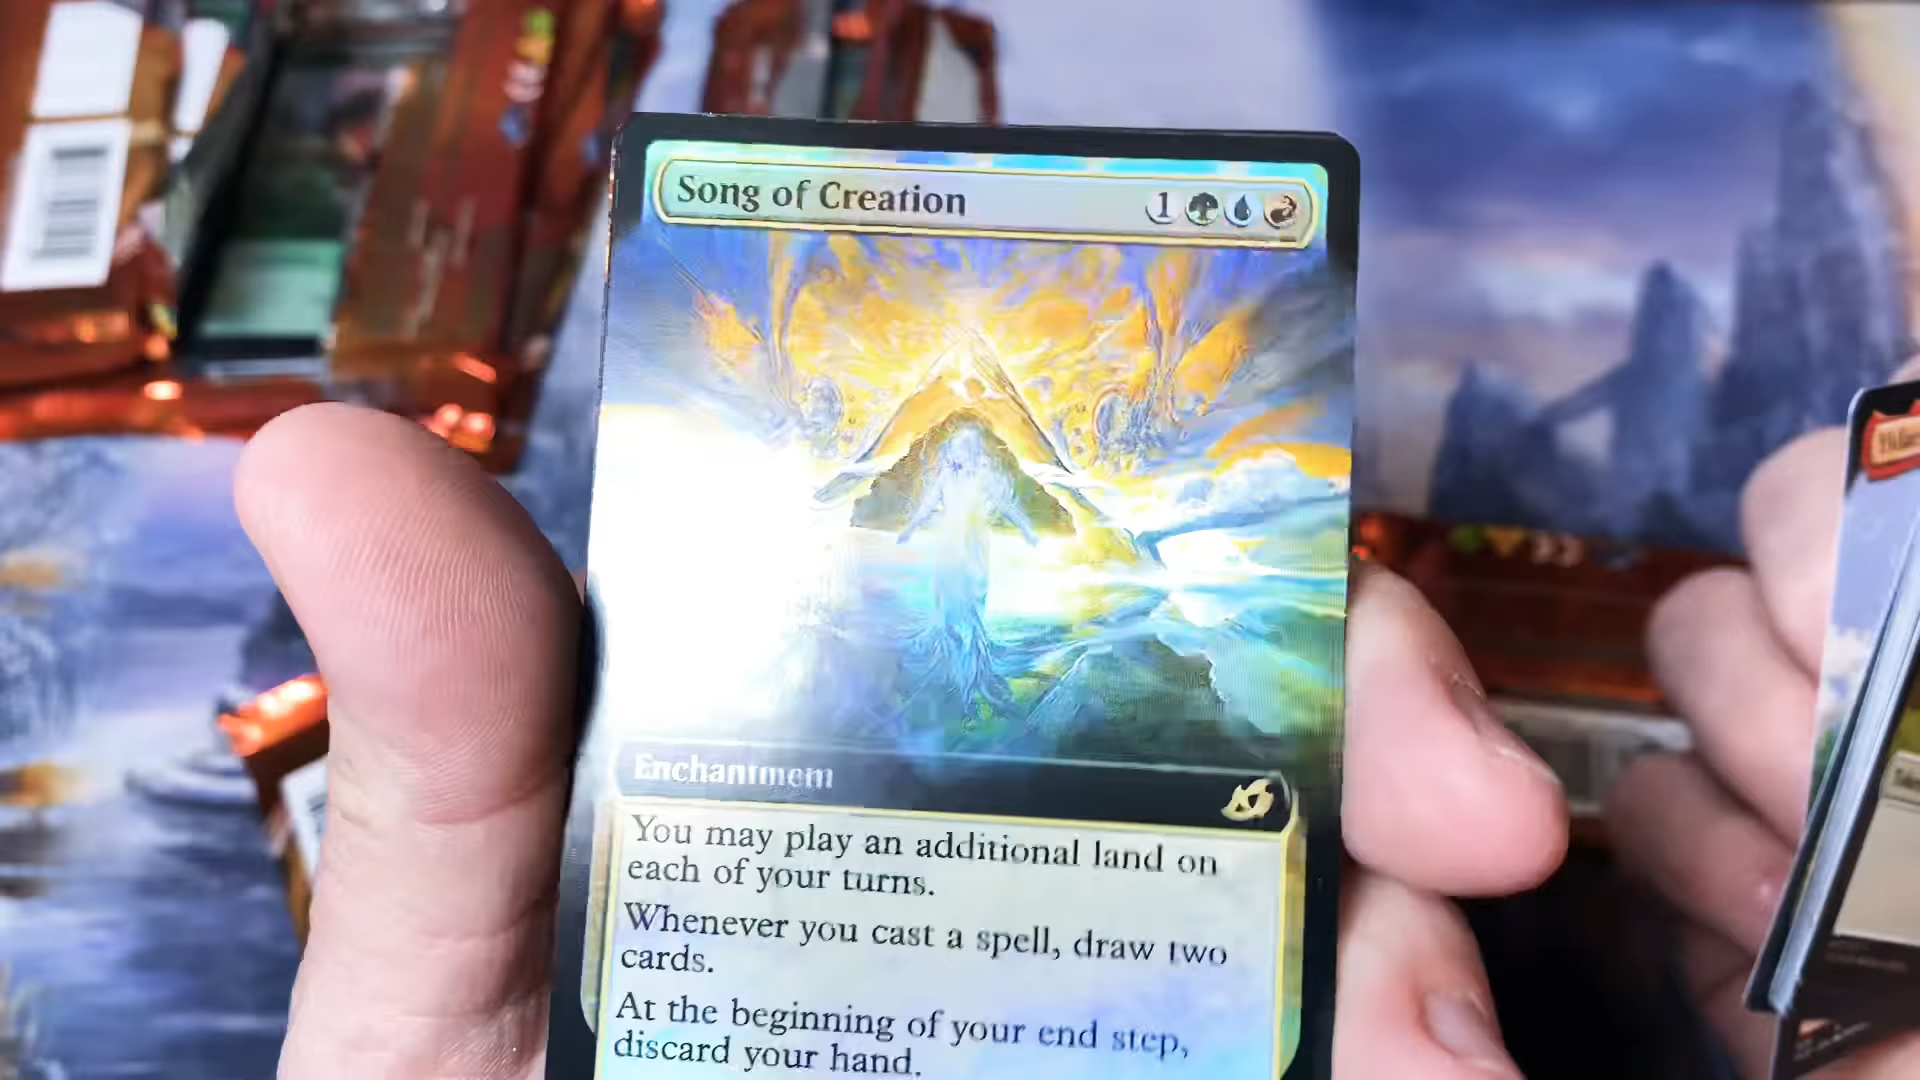 Song of Creation 1
Enchantment
You may play an additional land on
each of your turns.
Whenever you cast a spell, draw two
cards.
At the beginning of your end step,
discard your hand.